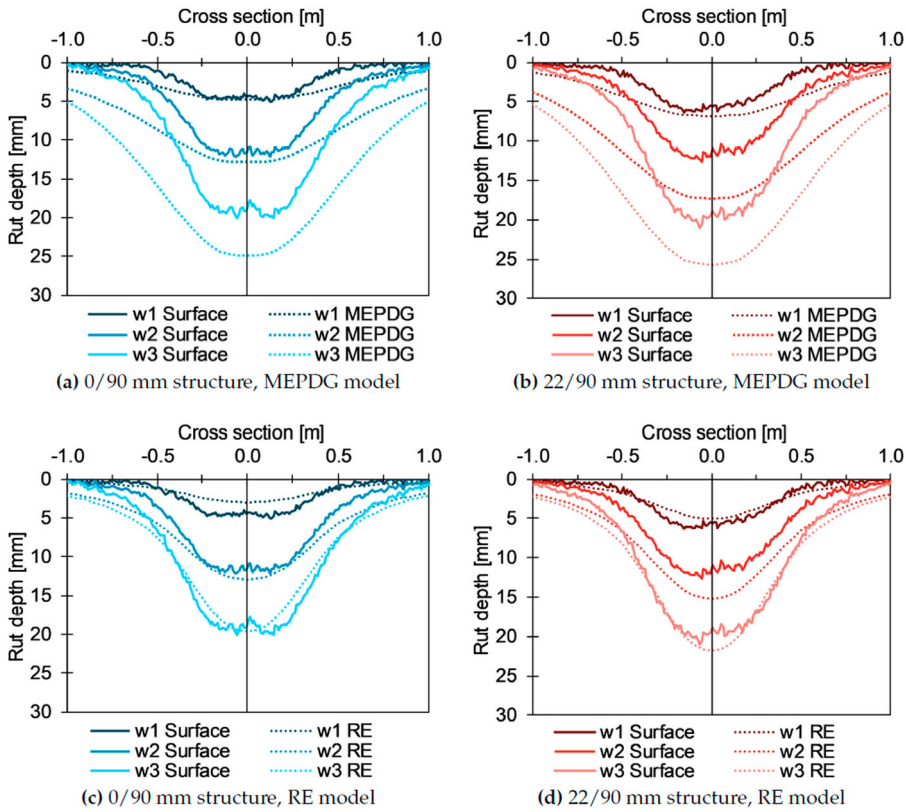 Cross section [m]
-1.0 -0.5 0.0 0.5 1.0
0
5
10
15
20
25
30
Rut depth [mm]
w1 Surface w1 MEPDG
w2 Surface w2 MEPDG
w3 Surface w3 MEPDG
(a) 0/90 mm structure, MEPDG model
Cross section [m]
-1.0 -0.5 0.0 0.5 1.0
0
5
10
15
20
25
30
Rut depth [mm]
w1 Surface w1 MEPDG
w2 Surface w2 MEPDG
w3 Surface w3 MEPDG
(b) 22/90 mm structure, MEPDG model
Cross section [m]
-1.0 -0.5 0.0 0.5 1.0
0
5
10
15
20
25
30
Rut depth [mm]
w1 Surface w1 RE
w2 Surface w2 RE
w3 Surface w3 RE
(c) 0/90 mm structure, RE model
Cross section [m]
-1.0 -0.5 0.0 0.5 1.0
0
5
10
15
20
25
30
Rut depth [mm]
w1 Surface w1 RE
w2 Surface w2 RE
w3 Surface w3 RE
(d) 22/90 mm structure, RE model